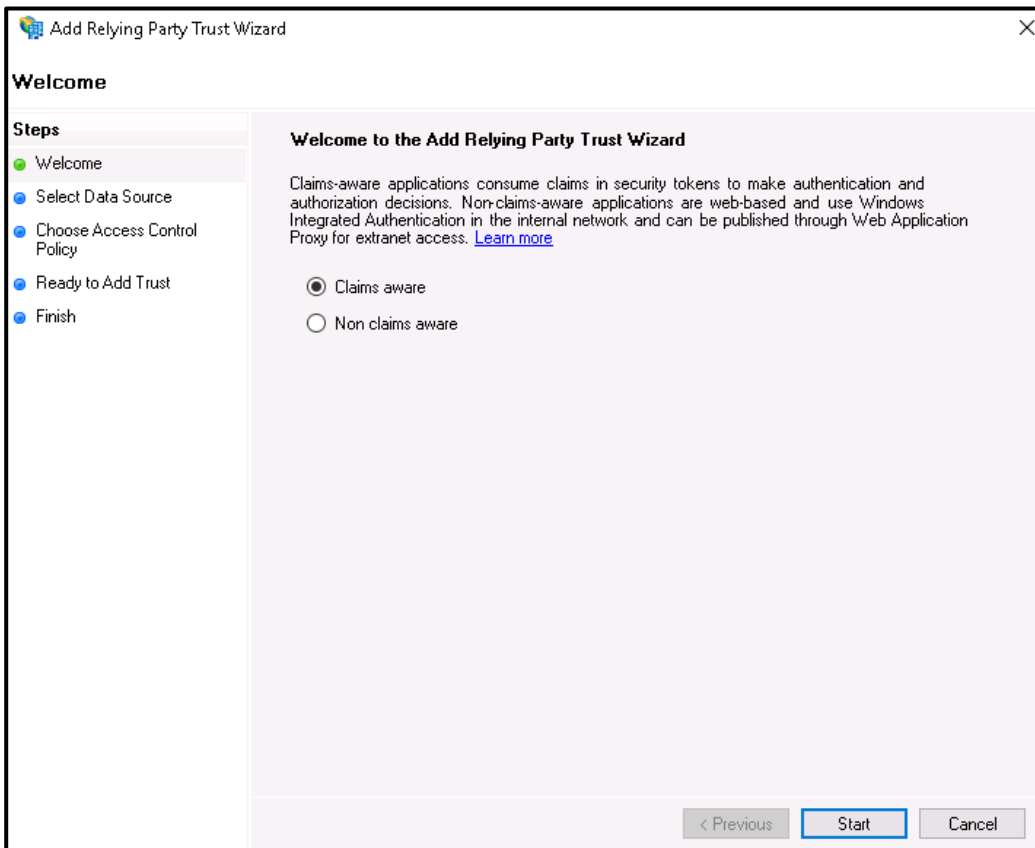 Add Relying Party Trust Wizard
Welcome
Steps
Welcome
Select Data Source
Choose Access Control
Policy
Ready to Add Trust
Finish
Welcome to the Add Relying Party Trust Wizard
Claims-aware applications consume claims in security tokens to make authentication and
authorization decisions. Non-claims-aware applications are web-based and use Windows
Integrated Authentication in the internal network and can be published through Web Application
Proxy for extranet access. Learn more
Claims aware
Non claims aware
< Previous
Start
Cancel